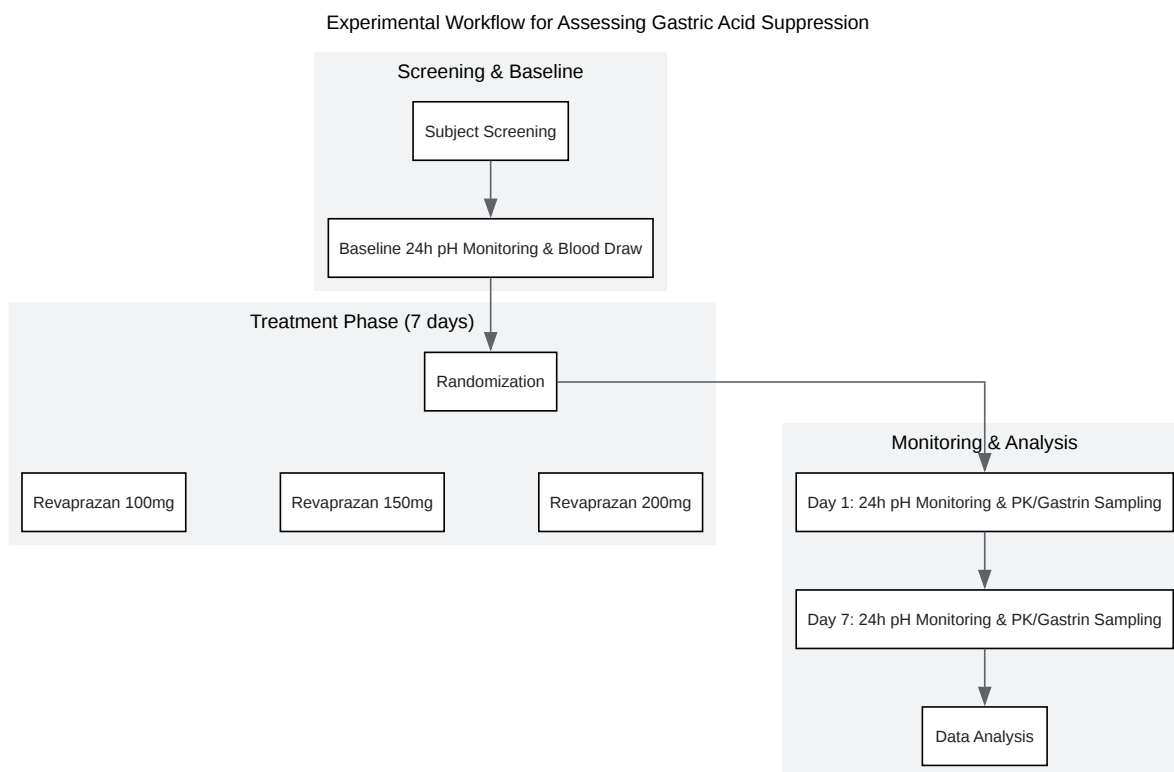 Experimental Workflow for Assessing Gastric Acid Suppression
Screening & Baseline
Subject Screening
Baseline 24h pH Monitoring & Blood Draw
Treatment Phase (7 days)
Randomization
Revaprazan 100mg
Revaprazan 150mg
Revaprazan 200mg
Monitoring & Analysis
Day 1: 24h pH Monitoring & PK/Gastrin Sampling
Day 7: 24h pH Monitoring & PK/Gastrin Sampling
Data Analysis